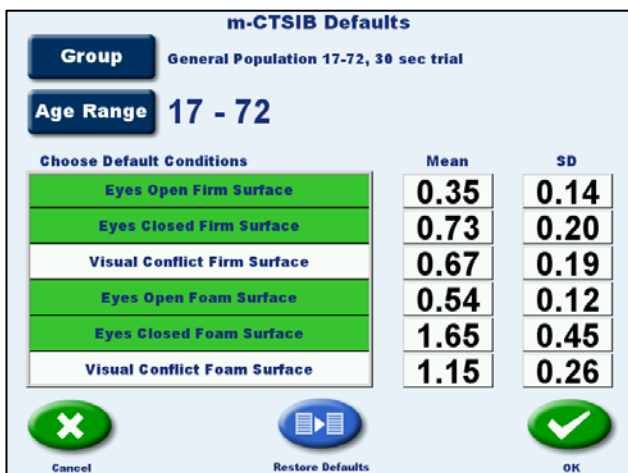 m-CTSIB Defaults
Group General Population 17-72, 30 sec trial
Age Range 17 - 72
Choose Default Conditions Mean SD
Eyes Open Firm Surface 0.35 0.14
Eyes Closed Firm Surface 0.73 0.20
Visual Conflict Firm Surface 0.67 0.19
Eyes Open Foam Surface 0.54 0.12
Eyes Closed Foam Surface 1.65 0.45
Visual Conflict Foam Surface 1.15 0.26
Cancel Restore Defaults OK